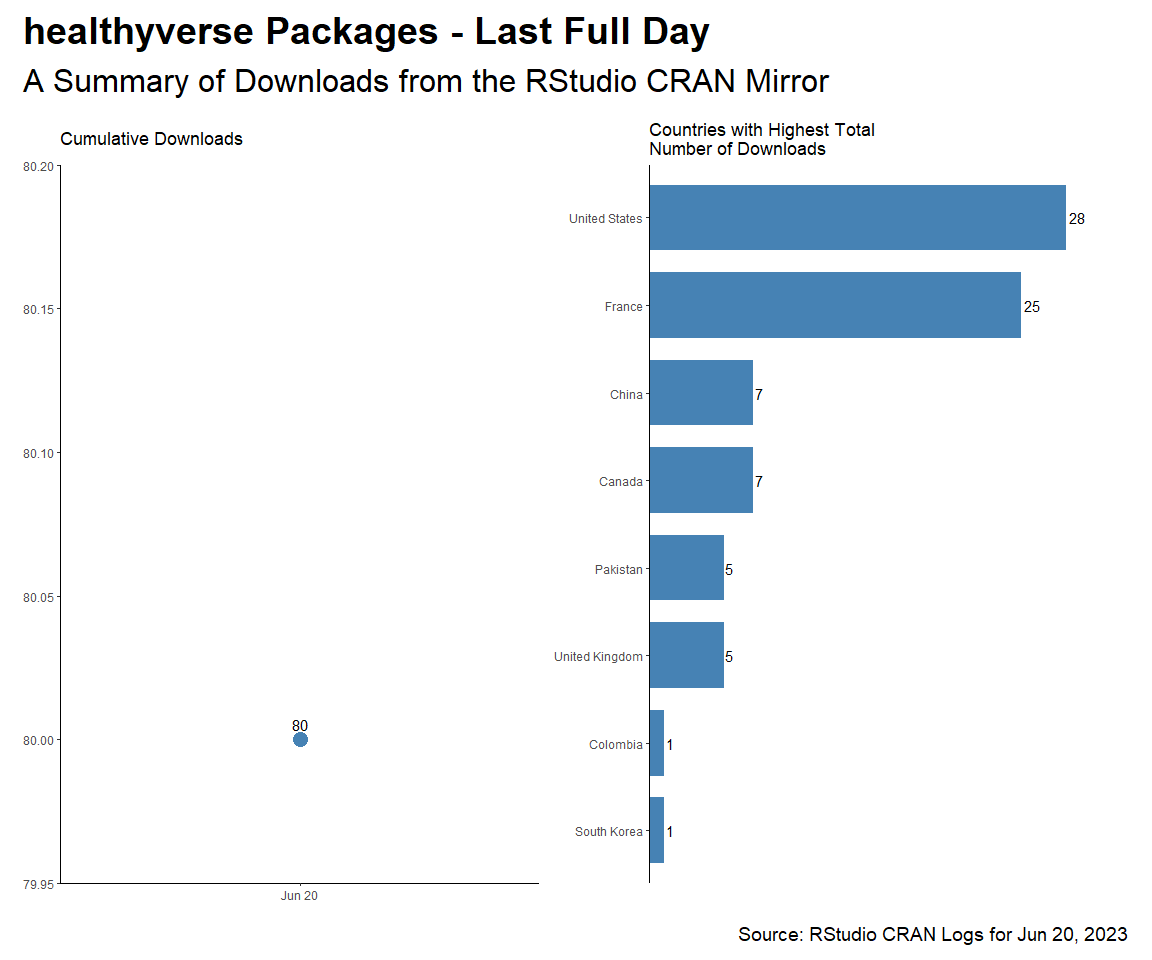 healthyverse Packages - Last Full Day
A Summary of Downloads from the RStudio CRAN Mirror
Cumulative Downloads
80.20
80.15
80.10
80.05
80.00
79.95
80
Jun 20
Countries with Highest Total
Number of Downloads
United States 28
France 25
China 7
Canada 7
Pakistan 5
United Kingdom 5
Colombia 1
South Korea 1
Source: RStudio CRAN Logs for Jun 20, 2023